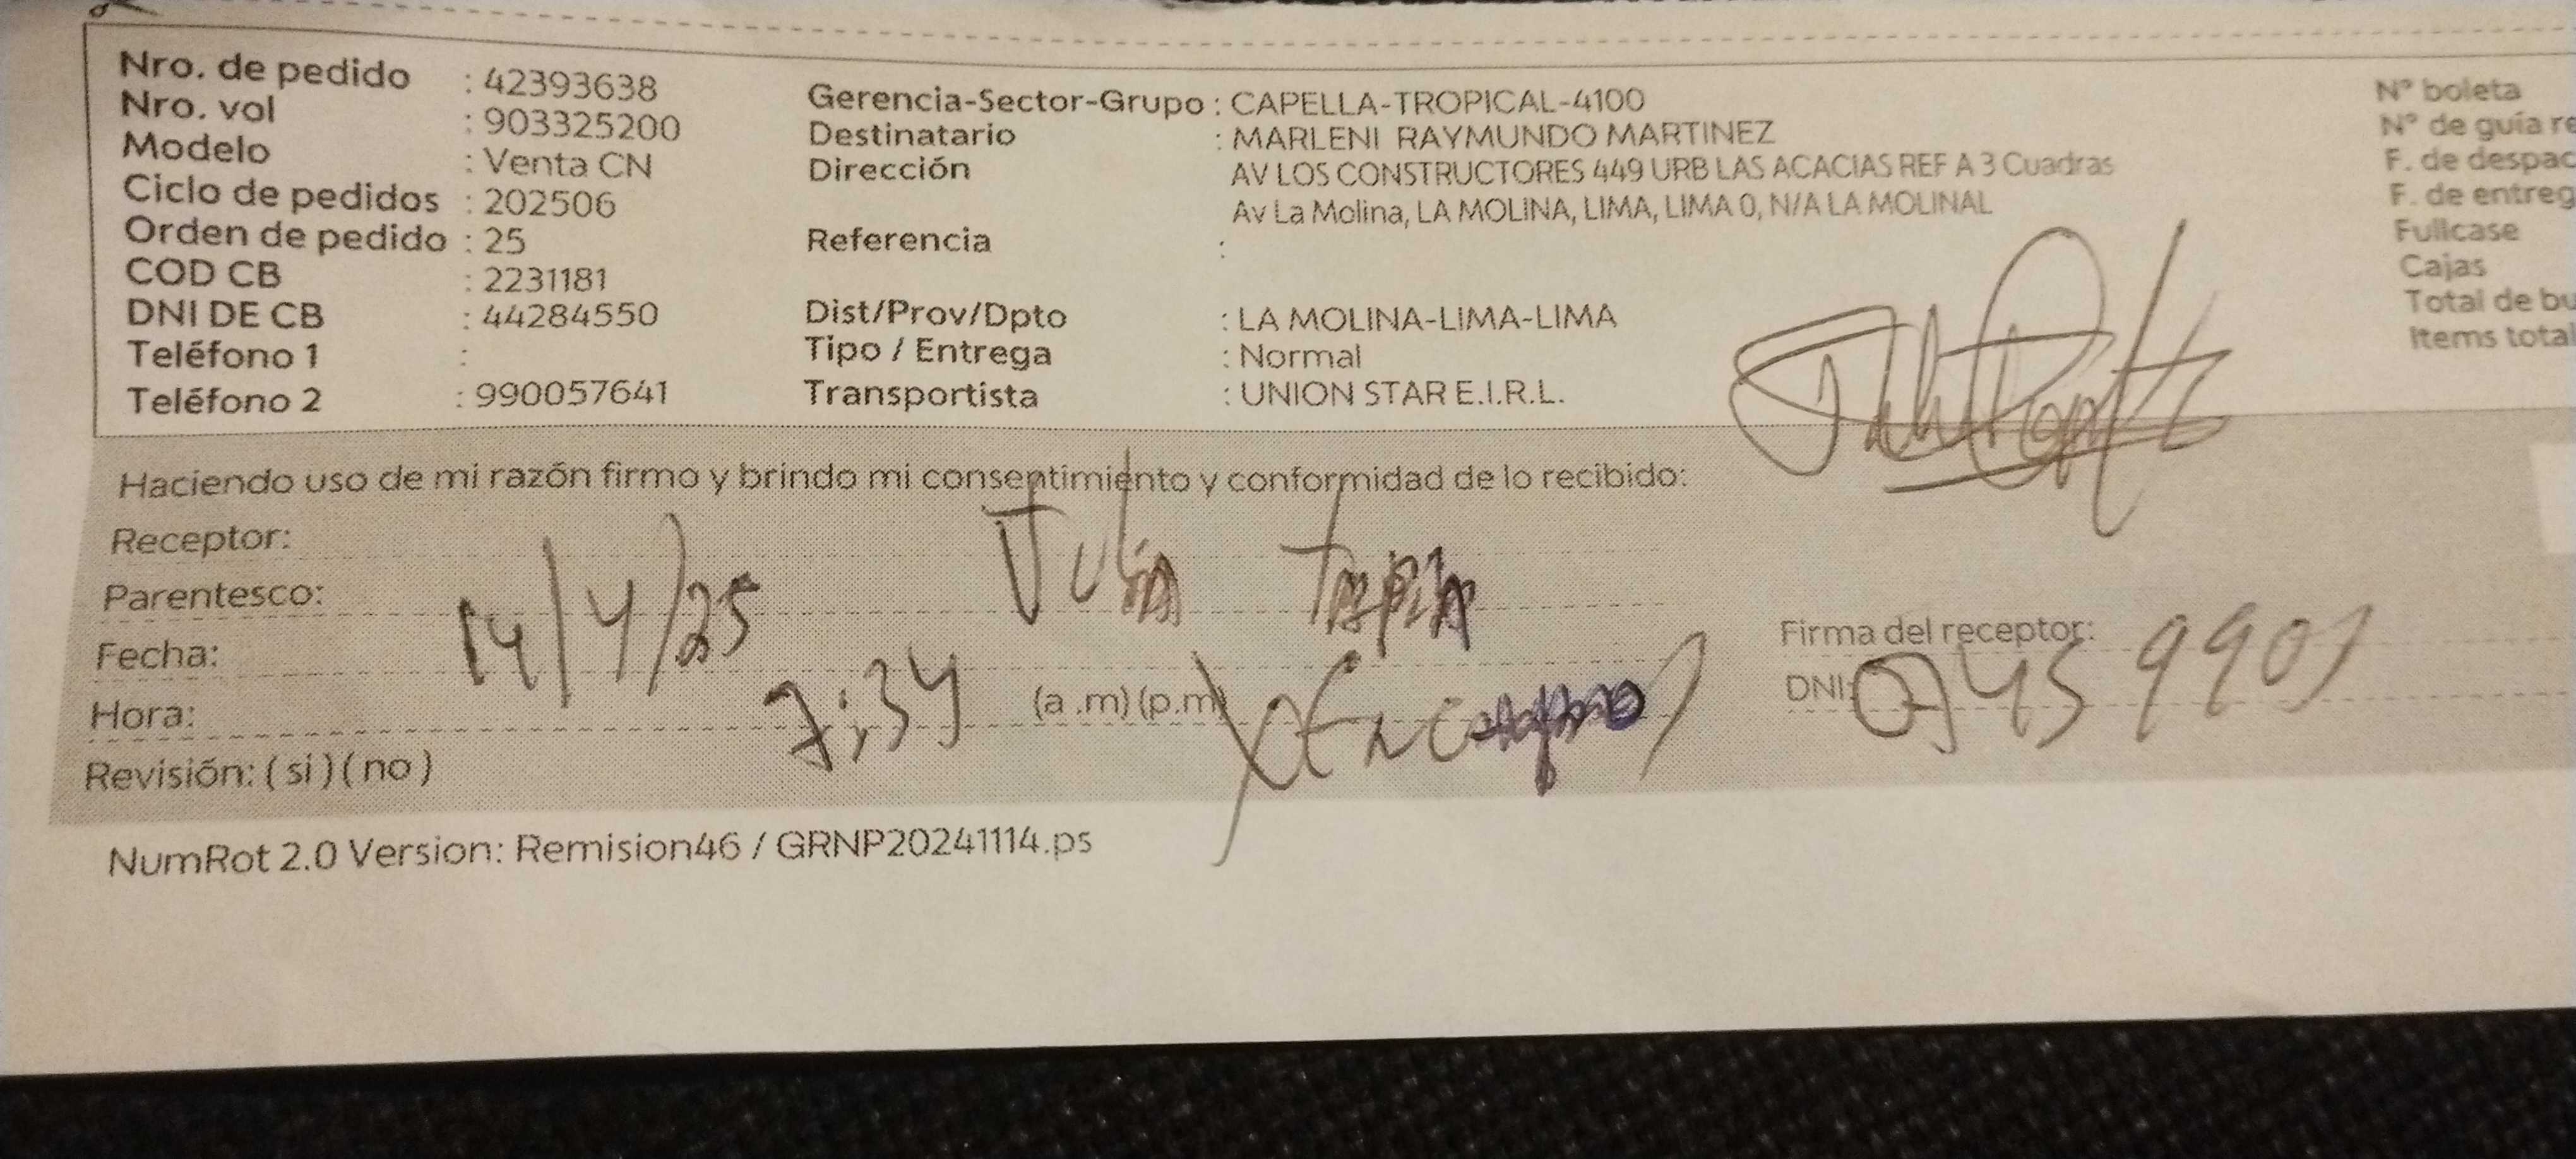 Nro. de pedido : 42393638
Nro. vol : 903325200
Modelo : Venta CN
Ciclo de pedidos : 202506
Orden de pedido : 25
COD CB : 2231181
DNI DE CB : 44284550
Teléfono 1 :
Teléfono 2 : 990057641
Gerencia-Sector-Grupo : CAPELLA-TROPICAL-4100
Destinatario : MARLENI RAYMUNDO MARTINEZ
Dirección AV LOS CONSTRUCTORES 449 URB LAS ACACIAS REF A 3 Cuadras
Av La Molina, LA MOLINA, LIMA, LIMA 0, N/A LA MOLINAL
Referencia :
Dist/Prov/Dpto : LA MOLINA-LIMA-LIMA
Tipo / Entrega : Normal
Transportista : UNION STAR E.I.R.L.
N° boleta
N° de guía re
F. de despac
F. de entreg
Fullcase
Cajas
Total de bu
Items total
Haciendo uso de mi razón firmo y brindo mi consentimiento y conformidad de lo recibido:
Receptor:
Julia Tapia
Parentesco:
Fecha: 14/4/25
Hora: 7:34 (a .m) (p.m)
Revisión: ( si ) ( no )
Firma del receptor:
DNI: 07459901
NumRot 2.0 Version: Remision46 / GRNP20241114.ps